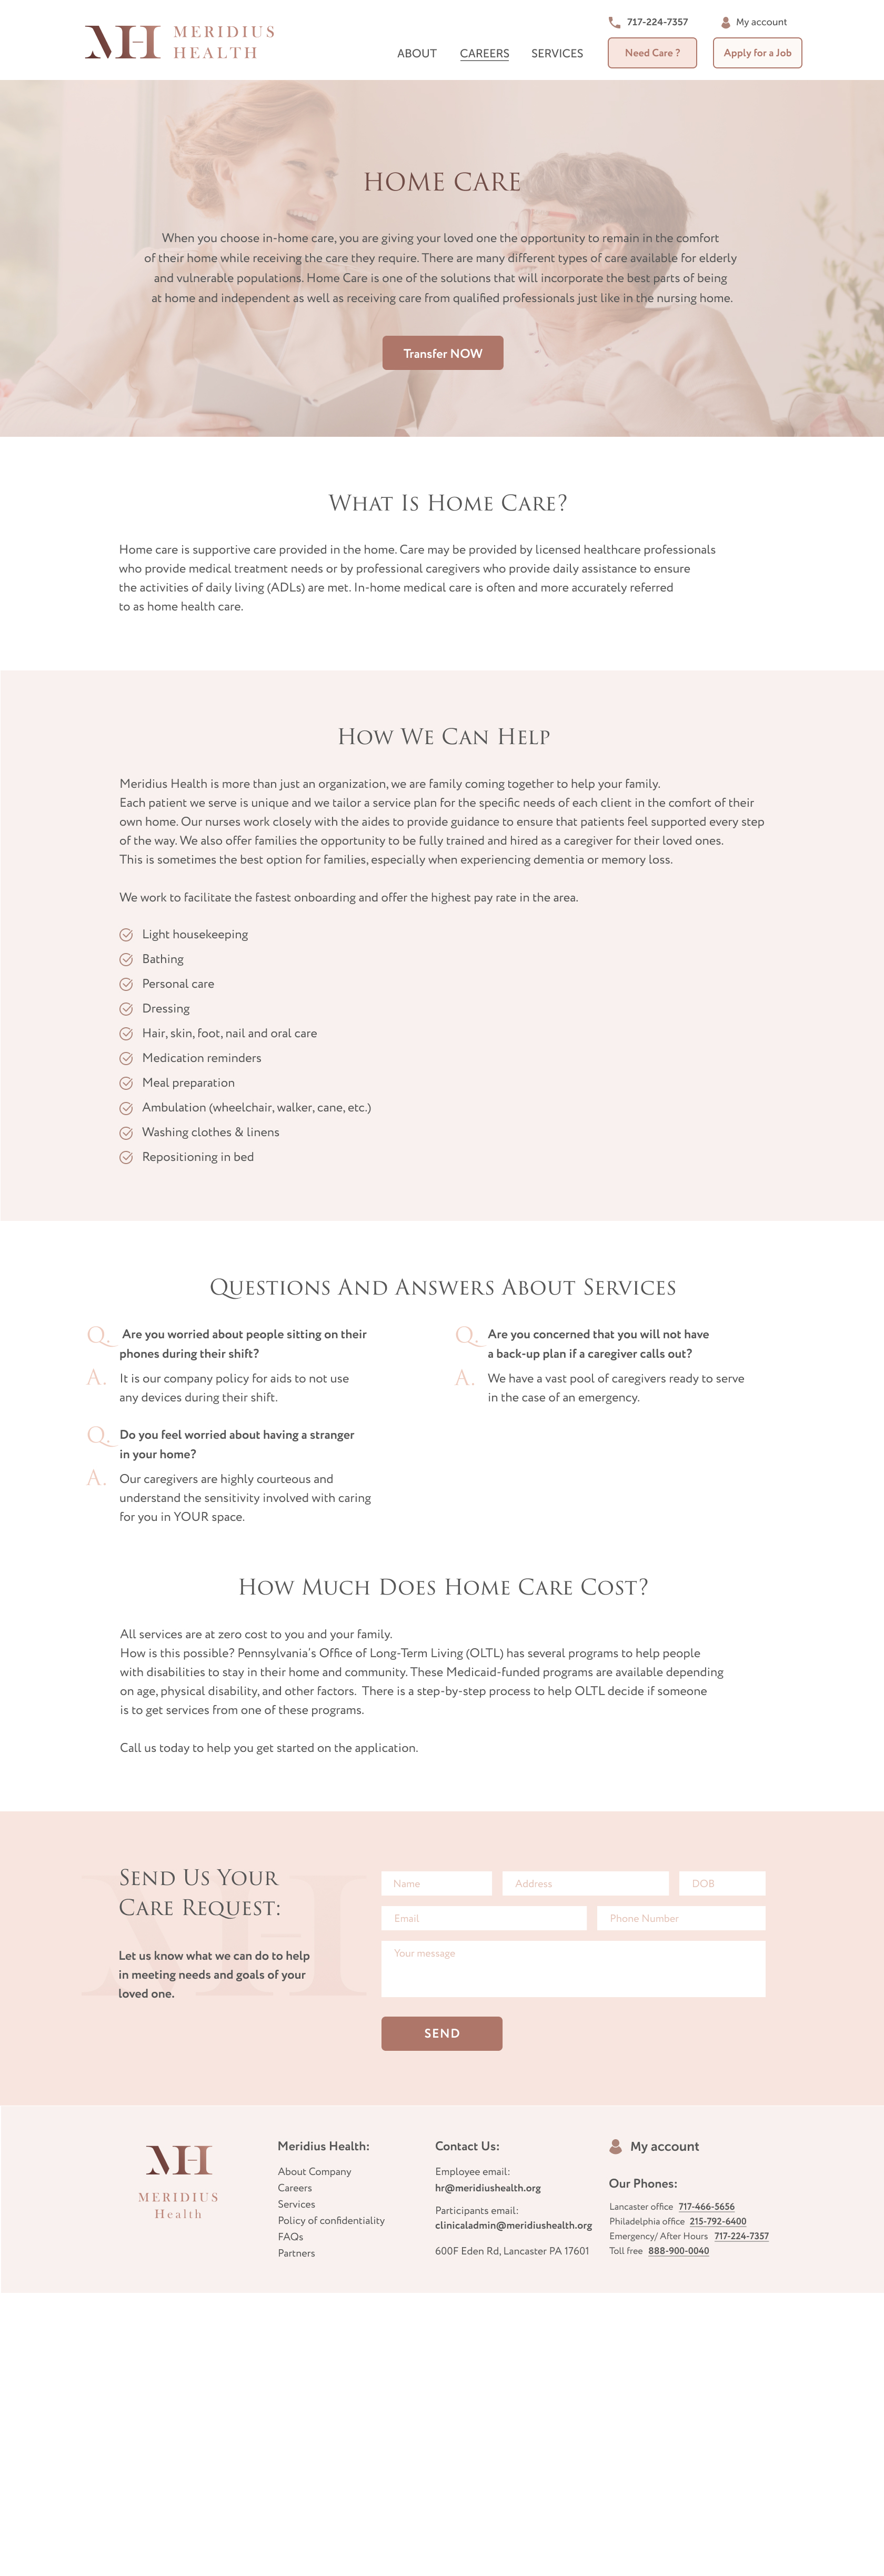 717-224-7357
My account
MH MERIDIUS
HEALTH
ABOUT
CAREERS
SERVICES
Need Care ?
Apply for a Job
HOME CARE
When you choose in-home care, you are giving your loved one the opportunity to remain in the comfort
of their home while receiving the care they require. There are many different types of care available for elderly
and vulnerable populations. Home Care is one of the solutions that will incorporate the best parts of being
at home and independent as well as receiving care from qualified professionals just like in the nursing home.
Transfer NOW
What Is Home Care?
Home care is supportive care provided in the home. Care may be provided by licensed healthcare professionals
who provide medical treatment needs or by professional caregivers who provide daily assistance to ensure
the activities of daily living (ADLs) are met. In-home medical care is often and more accurately referred
to as home health care.
How We Can Help
Meridius Health is more than just an organization, we are family coming together to help your family.
Each patient we serve is unique and we tailor a service plan for the specific needs of each client in the comfort of their
own home. Our nurses work closely with the aides to provide guidance to ensure that patients feel supported every step
of the way. We also offer families the opportunity to be fully trained and hired as a caregiver for their loved ones.
This is sometimes the best option for families, especially when experiencing dementia or memory loss.
We work to facilitate the fastest onboarding and offer the highest pay rate in the area.
Light housekeeping
Bathing
Personal care
Dressing
Hair, skin, foot, nail and oral care
Medication reminders
Meal preparation
Ambulation (wheelchair, walker, cane, etc.)
Washing clothes & linens
Repositioning in bed
Questions And Answers About Services
Q. Are you worried about people sitting on their
phones during their shift?
A. It is our company policy for aids to not use
any devices during their shift.
Q. Do you feel worried about having a stranger
in your home?
A. Our caregivers are highly courteous and
understand the sensitivity involved with caring
for you in YOUR space.
Q. Are you concerned that you will not have
a back-up plan if a caregiver calls out?
A. We have a vast pool of caregivers ready to serve
in the case of an emergency.
How Much Does Home Care Cost?
All services are at zero cost to you and your family.
How is this possible? Pennsylvania's Office of Long-Term Living (OLTL) has several programs to help people
with disabilities to stay in their home and community. These Medicaid-funded programs are available depending
on age, physical disability, and other factors. There is a step-by-step process to help OLTL decide if someone
is to get services from one of these programs.
Call us today to help you get started on the application.
MH
Send Us Your
Care Request:
Let us know what we can do to help
in meeting needs and goals of your
loved one.
Name
Address
DOB
Email
Phone Number
Your message
SEND
MH
MERIDIUS
Health
Meridius Health:
About Company
Careers
Services
Policy of confidentiality
FAQs
Partners
Contact Us:
Employee email:
hr@meridiushealth.org
Participants email:
clinicaladmin@meridiushealth.org
600F Eden Rd, Lancaster PA 17601
My account
Our Phones:
Lancaster office 717-466-5656
Philadelphia office 215-792-6400
Emergency/ After Hours 717-224-7357
Toll free 888-900-0040